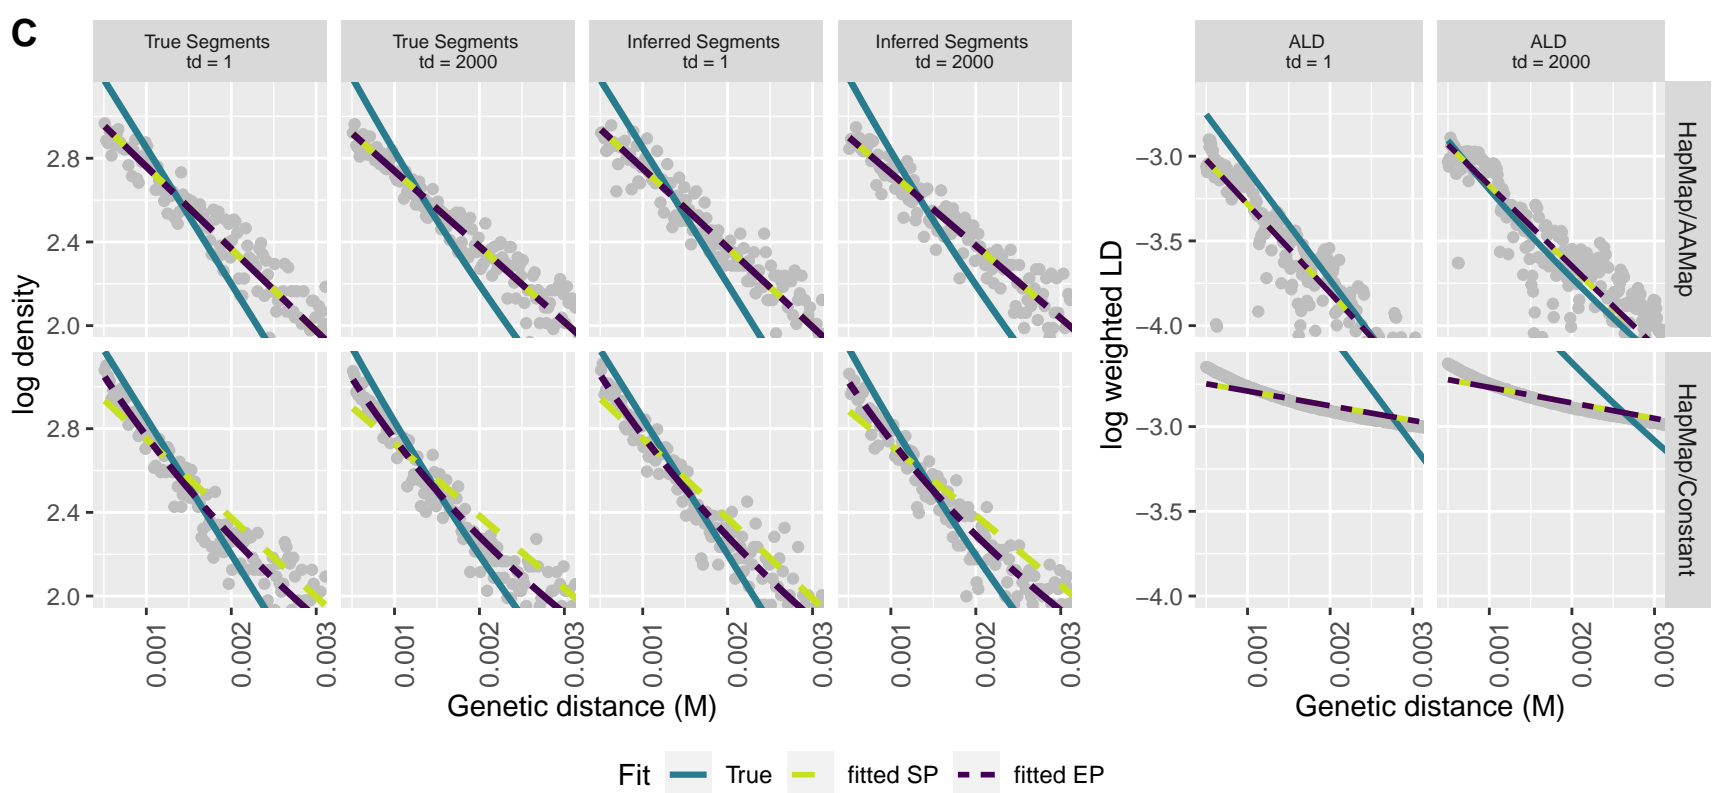 C
True Segments
td = 1
True Segments
td = 2000
Inferred Segments
td = 1
Inferred Segments
td = 2000
ALD
td = 1
ALD
td = 2000
log density
2.8
2.4
2.0
2.8
2.4
2.0
0.001
0.002
0.003
0.001
0.002
0.003
0.001
0.002
0.003
0.001
0.002
0.003
Genetic distance (M)
log weighted LD
−3.0
−3.5
−4.0
−3.0
−3.5
−4.0
HapMap/AAMap
HapMap/Constant
0.001
0.002
0.003
0.001
0.002
0.003
Genetic distance (M)
Fit True fitted SP fitted EP